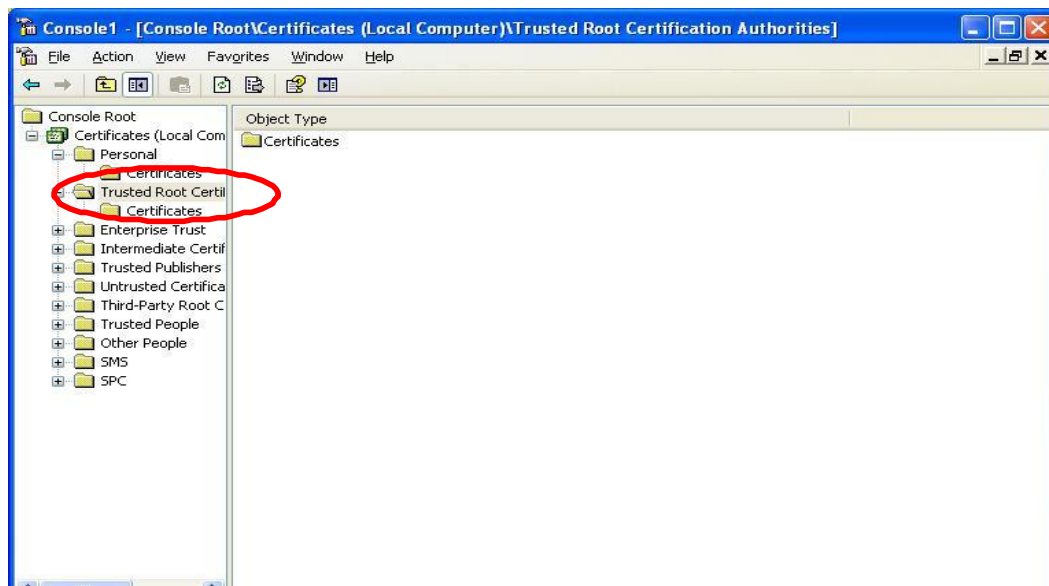 Console1 - [Console Root\Certificates (Local Computer)\Trusted Root Certification Authorities]
File Action View Favorites Window Help
Console Root
Object Type
Certificates (Local Com
Certificates
Personal
Certificates
Trusted Root Certif
Certificates
Enterprise Trust
Intermediate Certif
Trusted Publishers
Untrusted Certifica
Third-Party Root C
Trusted People
Other People
SMS
SPC